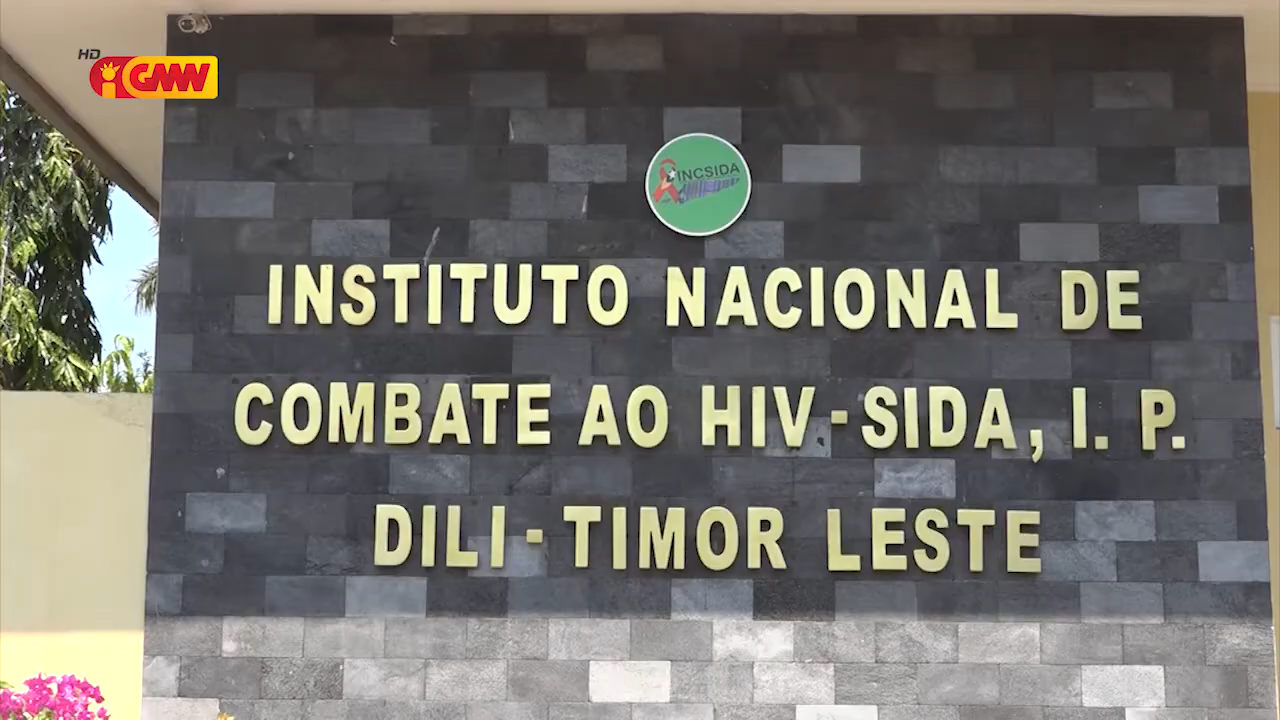 HD
GMN
INCSIDA
INSTITUTO NACIONAL DE
COMBATE AO HIV-SIDA, I. P.
DILI-TIMOR LESTE